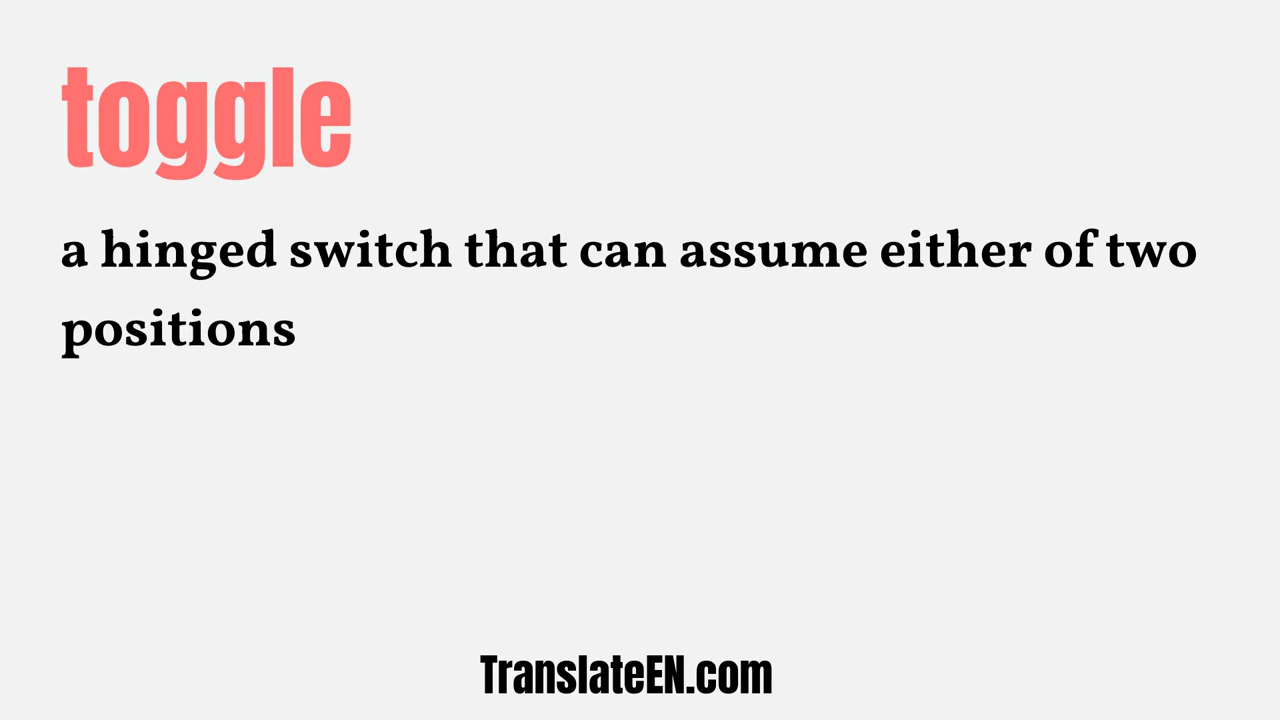 toggle
a hinged switch that can assume either of two
positions
TranslateEN.com